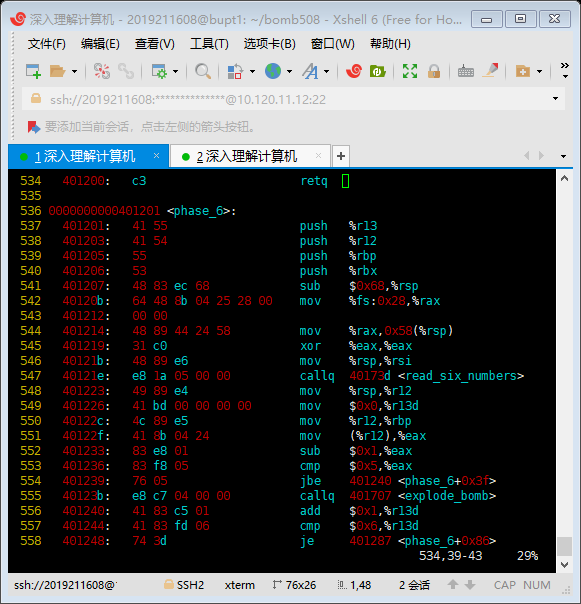 深入理解计算机 - 2019211608@bupt1: ~/bomb508 - Xshell 6 (Free for Ho...
文件(F) 编辑(E) 查看(V) 工具(T) 选项卡(B) 窗口(W) 帮助(H)
ssh://2019211608:**************@10.120.11.12:22
要添加当前会话，点击左侧的箭头按钮。
1 深入理解计算机 × 2 深入理解计算机 × +
534 401200: c3 retq
535
536 0000000000401201 <phase_6>:
537 401201: 41 55 push %r13
538 401203: 41 54 push %r12
539 401205: 55 push %rbp
540 401206: 53 push %rbx
541 401207: 48 83 ec 68 sub $0x68,%rsp
542 40120b: 64 48 8b 04 25 28 00 mov %fs:0x28,%rax
543 401212: 00 00
544 401214: 48 89 44 24 58 mov %rax,0x58(%rsp)
545 401219: 31 c0 xor %eax,%eax
546 40121b: 48 89 e6 mov %rsp,%rsi
547 40121e: e8 1a 05 00 00 callq 40173d <read_six_numbers>
548 401223: 49 89 e4 mov %rsp,%r12
549 401226: 41 bd 00 00 00 00 mov $0x0,%r13d
550 40122c: 4c 89 e5 mov %r12,%rbp
551 40122f: 41 8b 04 24 mov (%r12),%eax
552 401233: 83 e8 01 sub $0x1,%eax
553 401236: 83 f8 05 cmp $0x5,%eax
554 401239: 76 05 jbe 401240 <phase_6+0x3f>
555 40123b: e8 c7 04 00 00 callq 401707 <explode_bomb>
556 401240: 41 83 c5 01 add $0x1,%r13d
557 401244: 41 83 fd 06 cmp $0x6,%r13d
558 401248: 74 3d je 401287 <phase_6+0x86>
534,39-43 29%
ssh://2019211608@ SSH2 xterm 76x26 1,48 2 会话 CAP NUM